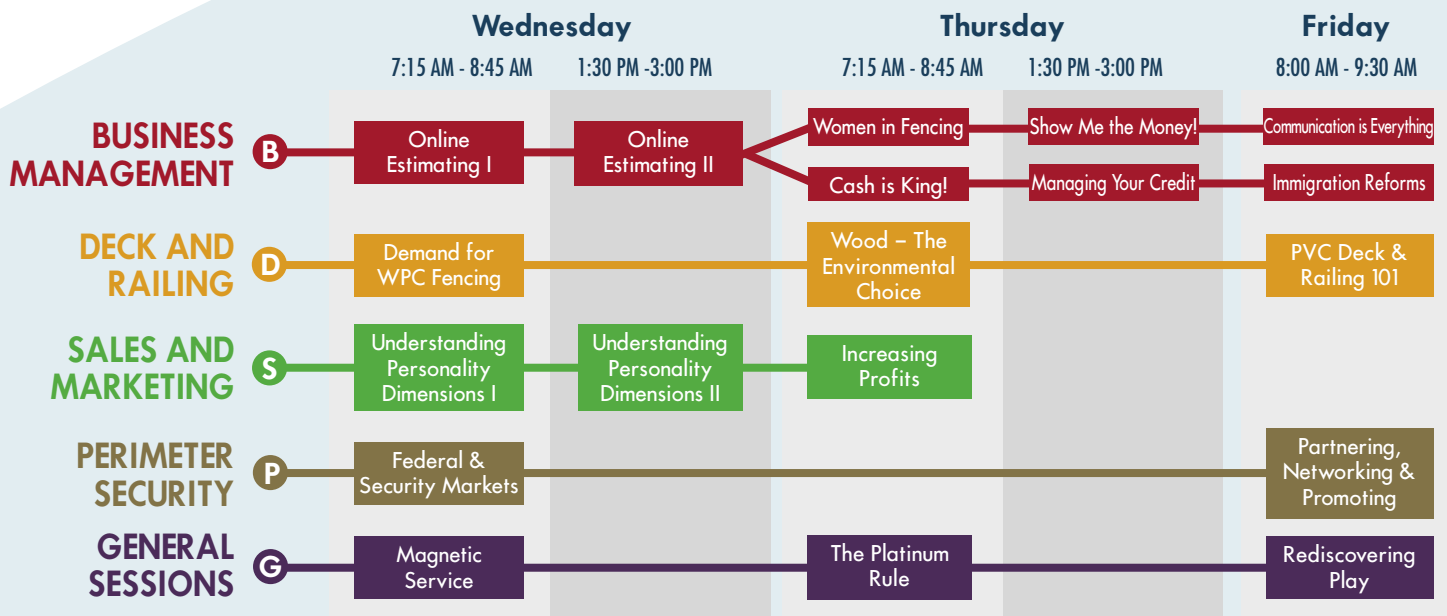 Wednesday
Thursday
Friday
7:15 AM - 8:45 AM
1:30 PM -3:00 PM
7:15 AM - 8:45 AM
1:30 PM -3:00 PM
8:00 AM - 9:30 AM
BUSINESS
MANAGEMENT
B
Online
Estimating I
Online
Estimating II
Women in Fencing
Show Me the Money!
Communication is Everything
Cash is King!
Managing Your Credit
Immigration Reforms
DECK AND
RAILING
D
Demand for
WPC Fencing
Wood – The
Environmental
Choice
PVC Deck &
Railing 101
SALES AND
MARKETING
S
Understanding
Personality
Dimensions I
Understanding
Personality
Dimensions II
Increasing
Profits
PERIMETER
SECURITY
P
Federal &
Security Markets
Partnering,
Networking &
Promoting
GENERAL
SESSIONS
G
Magnetic
Service
The Platinum
Rule
Rediscovering
Play